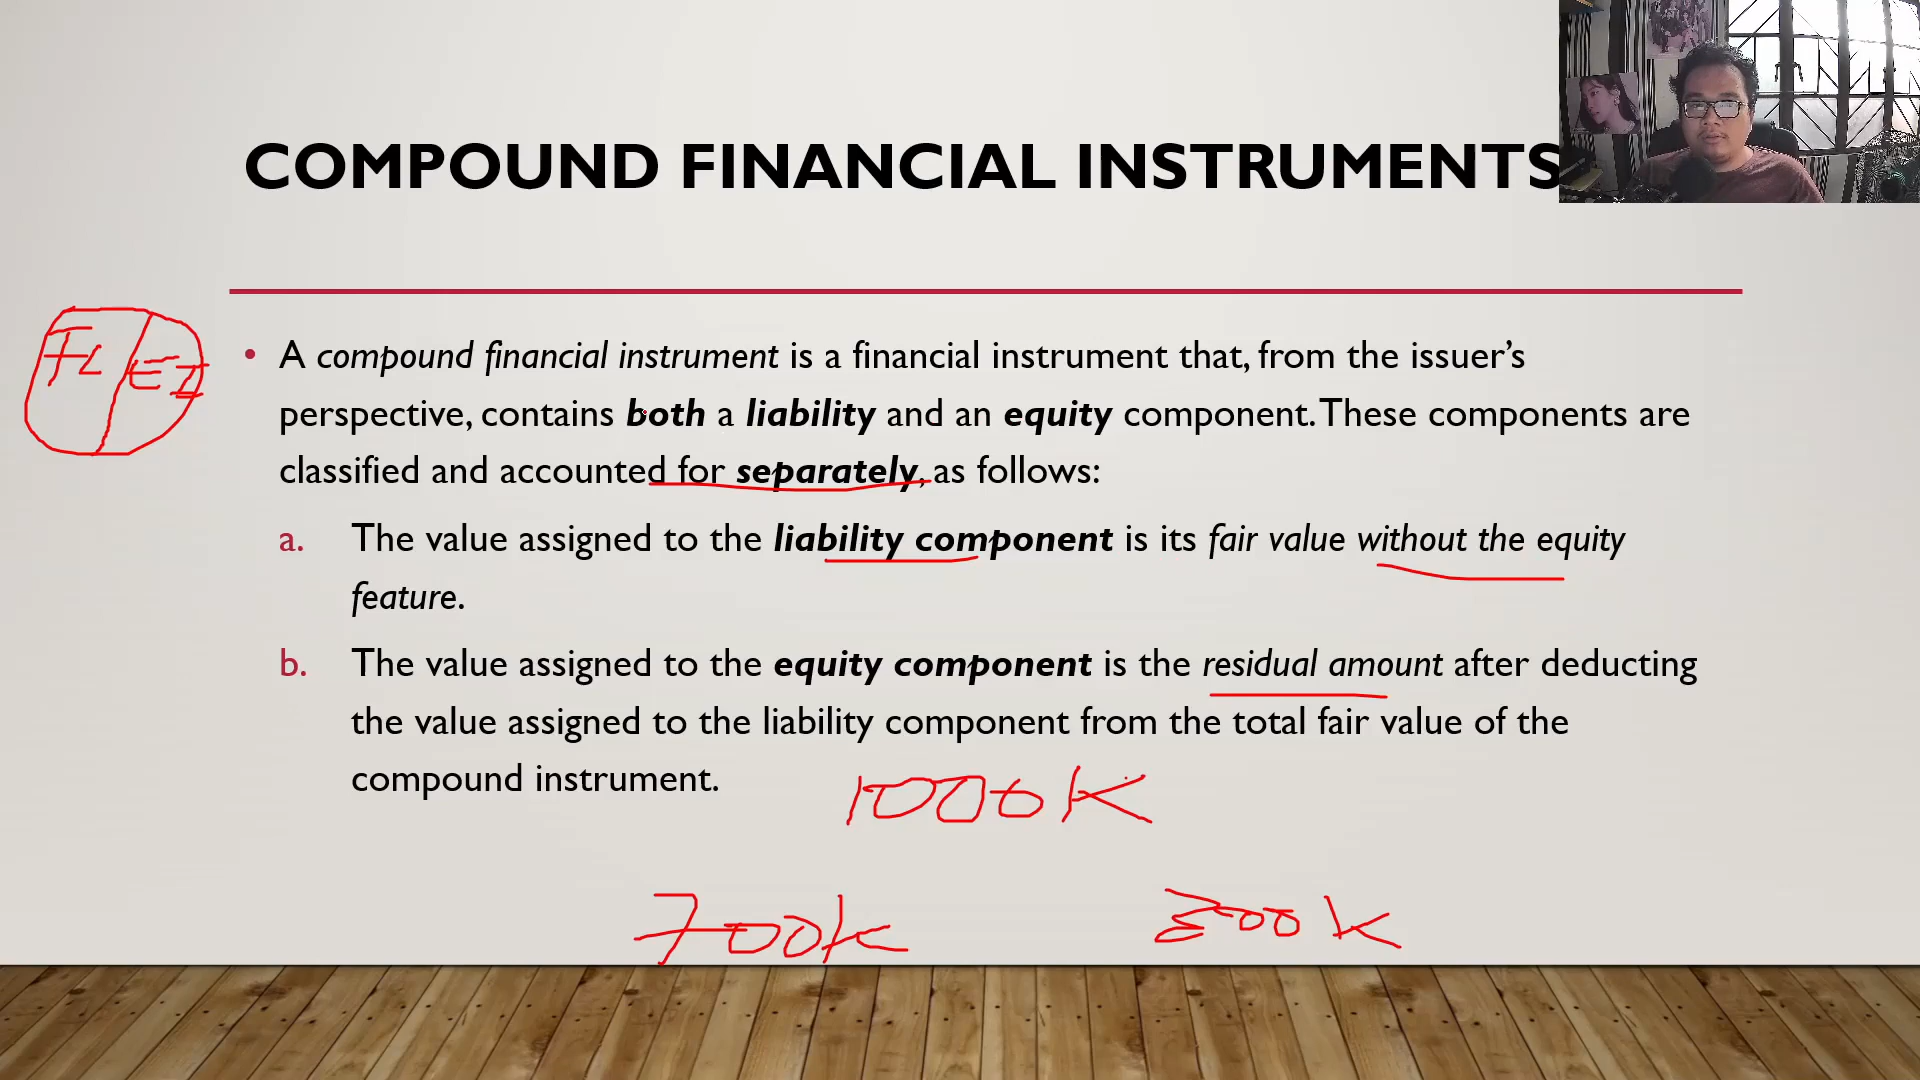 COMPOUND FINANCIAL INSTRUMENTS
FL EI
• A compound financial instrument is a financial instrument that, from the issuer’s
perspective, contains both a liability and an equity component. These components are
classified and accounted for separately, as follows:
a. The value assigned to the liability component is its fair value without the equity
feature.
b. The value assigned to the equity component is the residual amount after deducting
the value assigned to the liability component from the total fair value of the
compound instrument.
1000K
700K 300K